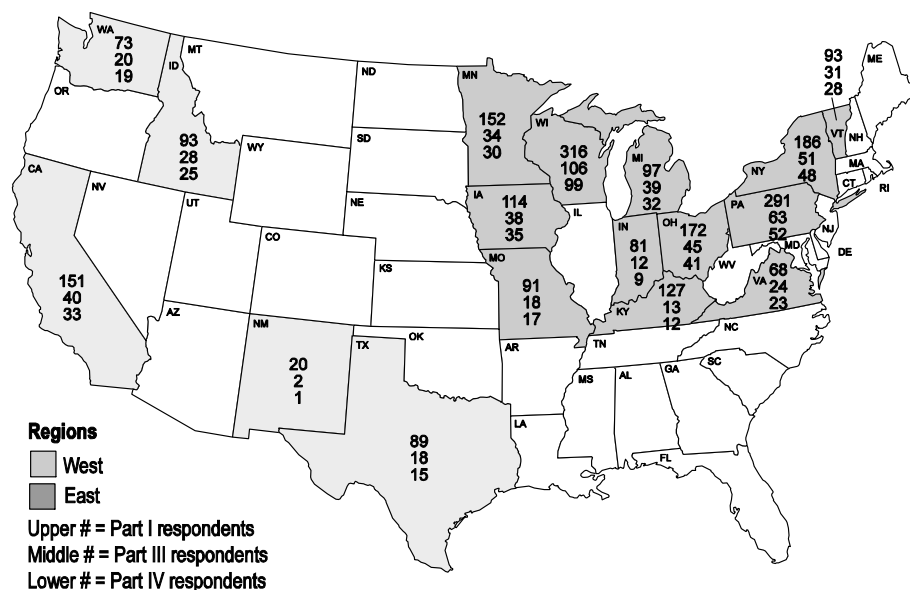 WA
73
20
19
ID
93
28
25
MT
OR
CA
151
40
33
NV
UT
WY
CO
AZ
NM
20
2
1
ND
SD
NE
KS
OK
TX
89
18
15
MN
152
34
30
IA
114
38
35
MO
91
18
17
AR
LA
WI
316
106
99
IL
MI
97
39
32
IN
81
12
9
OH
172
45
41
KY
127
13
12
TN
MS
AL
GA
FL
SC
NC
WV
VA
68
24
23
PA
291
63
52
NY
186
51
48
93
31
28
VT
NH
ME
MA
CT
RI
NJ
MD
DE
Regions
West
East
Upper # = Part I respondents
Middle # = Part III respondents
Lower # = Part IV respondents